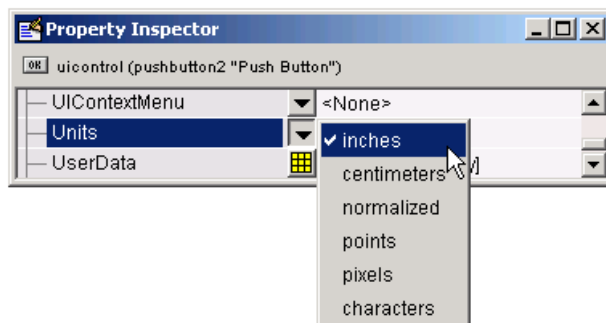 Property Inspector
OK uicontrol (pushbutton2 "Push Button")
UIContextMenu <None>
Units
inches
UserData
centimeters
normalized
points
pixels
characters